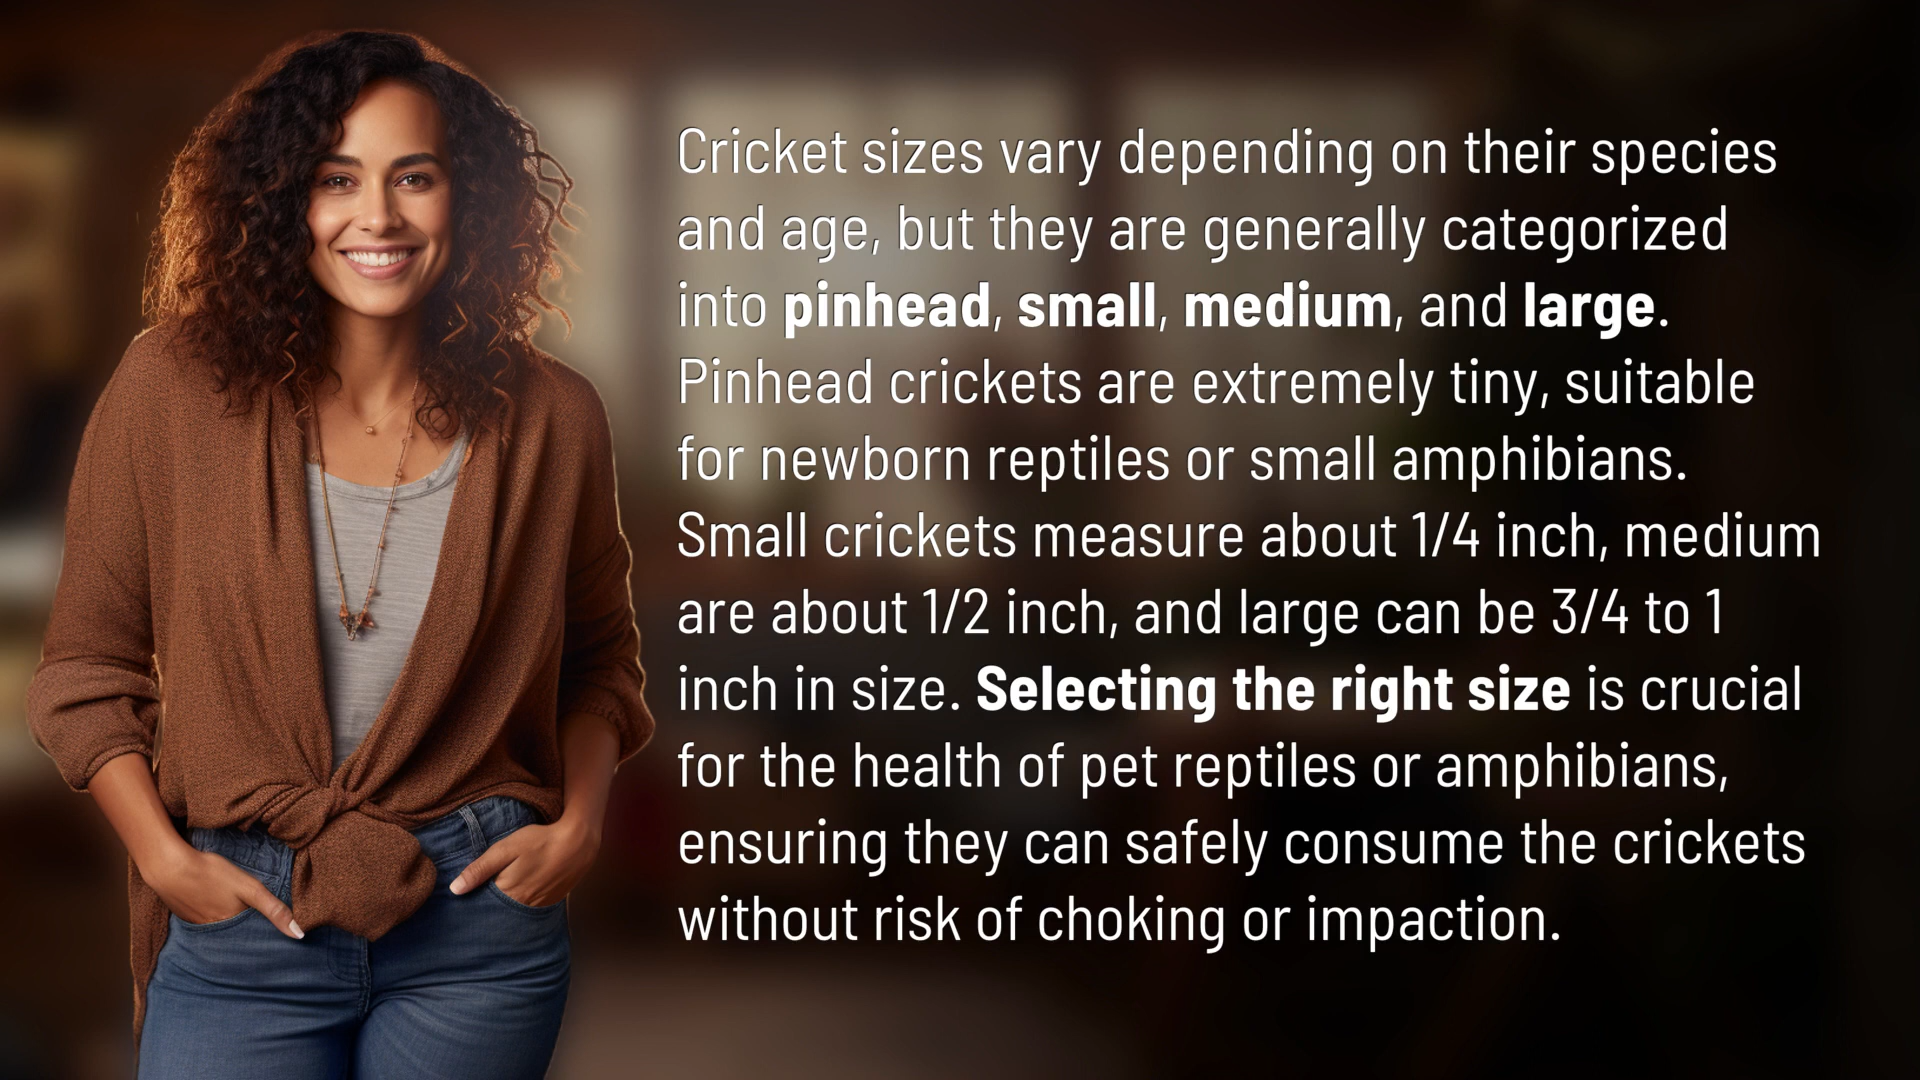 Cricket sizes vary depending on their species
and age, but they are generally categorized
into pinhead, small, medium, and large.
Pinhead crickets are extremely tiny, suitable
for newborn reptiles or small amphibians.
Small crickets measure about 1/4 inch, medium
are about 1/2 inch, and large can be 3/4 to 1
inch in size. Selecting the right size is crucial
for the health of pet reptiles or amphibians,
ensuring they can safely consume the crickets
without risk of choking or impaction.